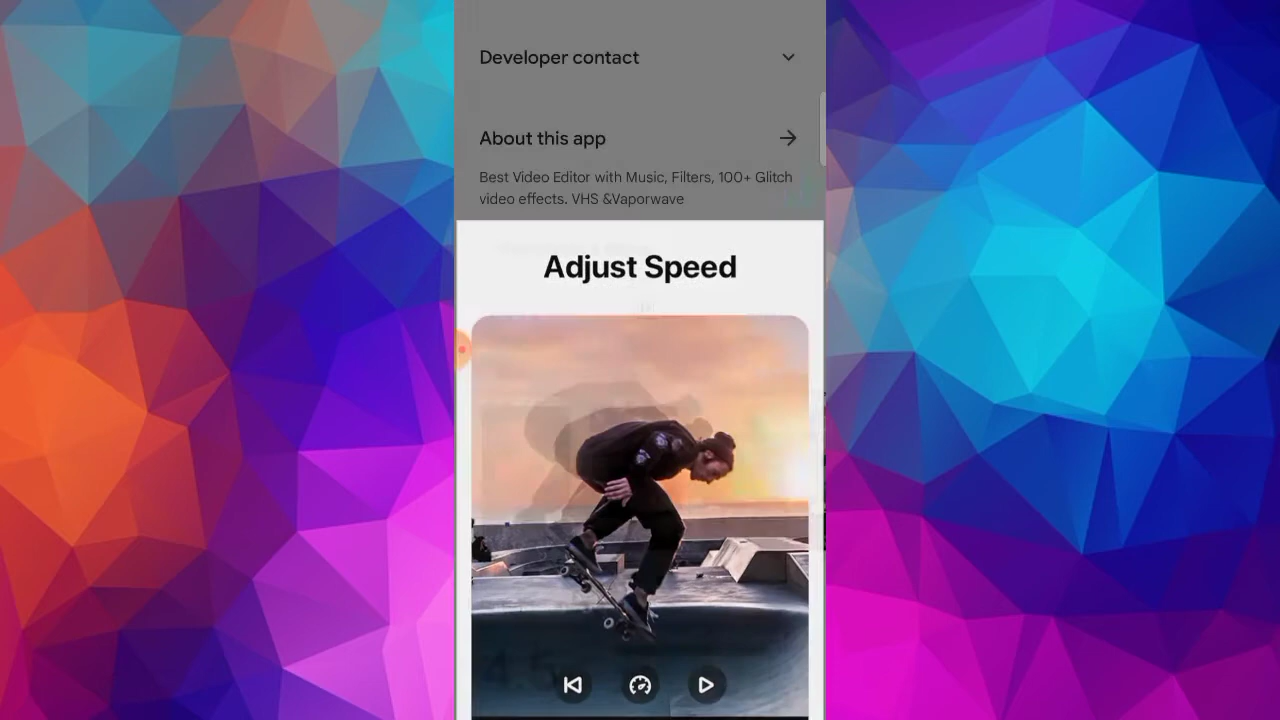 Developer contact
About this app
Best Video Editor with Music, Filters, 100+ Glitch
video effects. VHS &Vaporwave
Adjust Speed